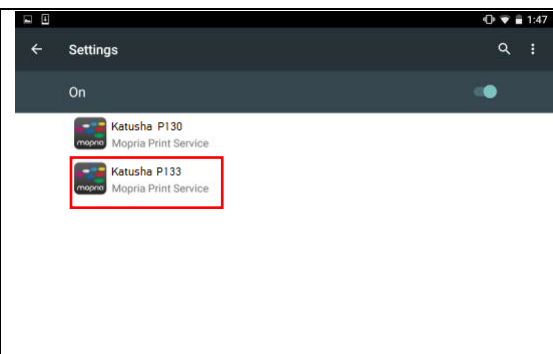 1:47
Settings
On
Katusha P130
mopria Mopria Print Service
Katusha P133
mopria Mopria Print Service